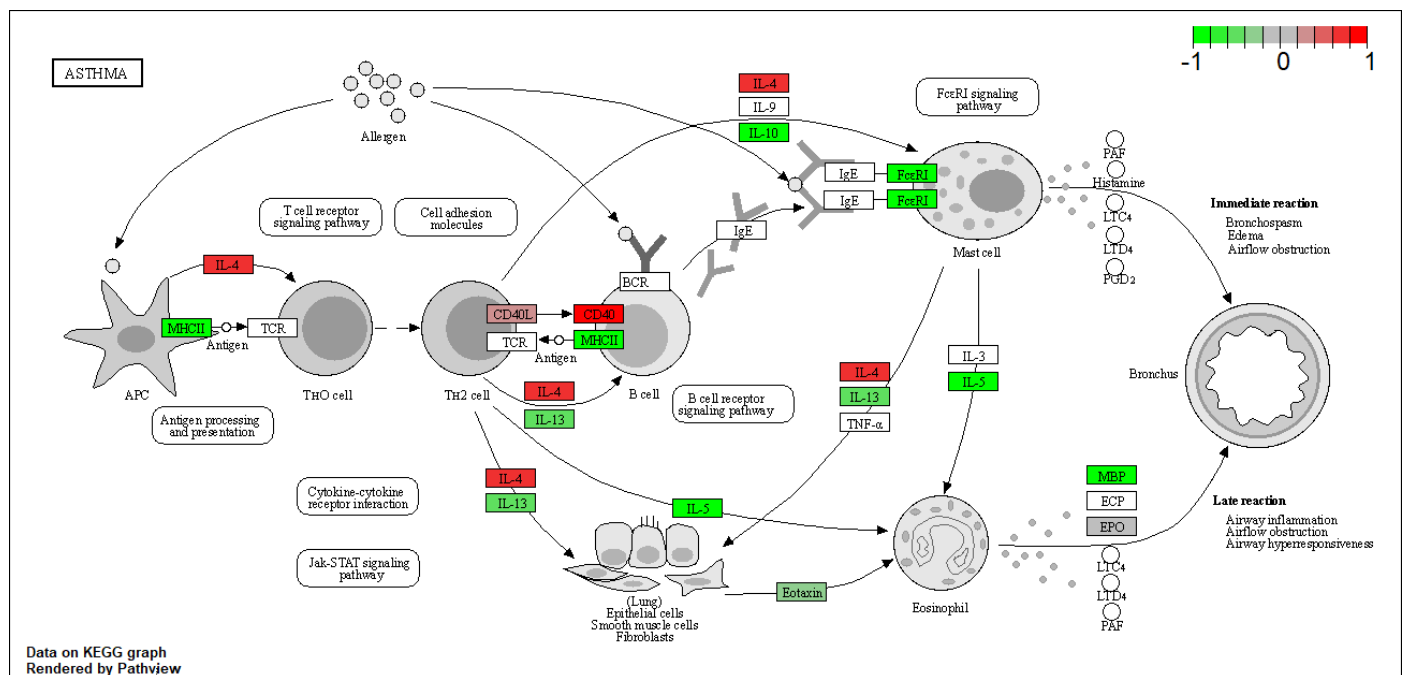 ASTHMA
-1 0 1
Allergen
IL-4
IL-9
IL-10
FcεRI signaling
pathway
IgE
FcεRI
IgE
FcεRI
Mast cell
PAF
Histamine
LTC4
LTD4
PGD2
Immediate reaction
Bronchospasm
Edema
Airflow obstruction
T cell receptor
signaling pathway
Cell adhesion
molecules
IgE
IL-4
BCR
MHCII
Antigen
TCR
CD40L
CD40
TCR
Antigen
MHCII
APC
TH0 cell
TH2 cell
B cell
IL-4
IL-13
B cell receptor
signaling pathway
Antigen processing
and presentation
IL-4
IL-13
TNF-α
IL-3
IL-5
Bronchus
Cytokine-cytokine
receptor interaction
IL-4
IL-13
IL-5
Jak-STAT signaling
pathway
(Lung)
Epithelial cells
Smooth muscle cells
Fibroblasts
Eotaxin
Eosinophil
MBP
ECP
EPO
LTC4
LTD4
PAF
Late reaction
Airway inflammation
Airflow obstruction
Airway hyperresponsiveness
Data on KEGG graph
Rendered by Pathview